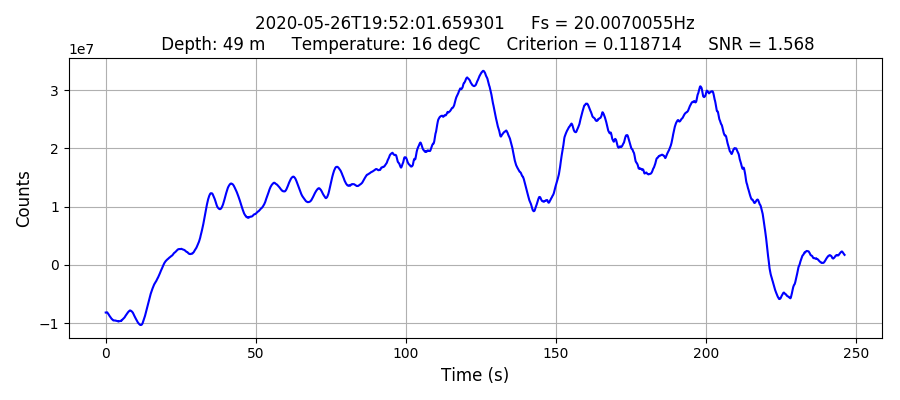 2020-05-26T19:52:01.659301 Fs = 20.0070055Hz
Depth: 49 m Temperature: 16 degC Criterion = 0.118714 SNR = 1.568
1e7
3
2
1
0
−1
Counts
0 50 100 150 200 250
Time (s)